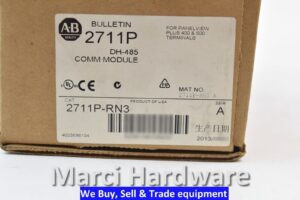 AB
BULLETIN
2711P
DH-485
COMM MODULE
FOR PANELVIEW
PLUS 400 & 600
TERMINALS
CE
MAT NO.
CAT
2711P-RN3
PRODUCT OF USA
SER
A
生产日期
Marci Hardware
We Buy, Sell & Trade equipment